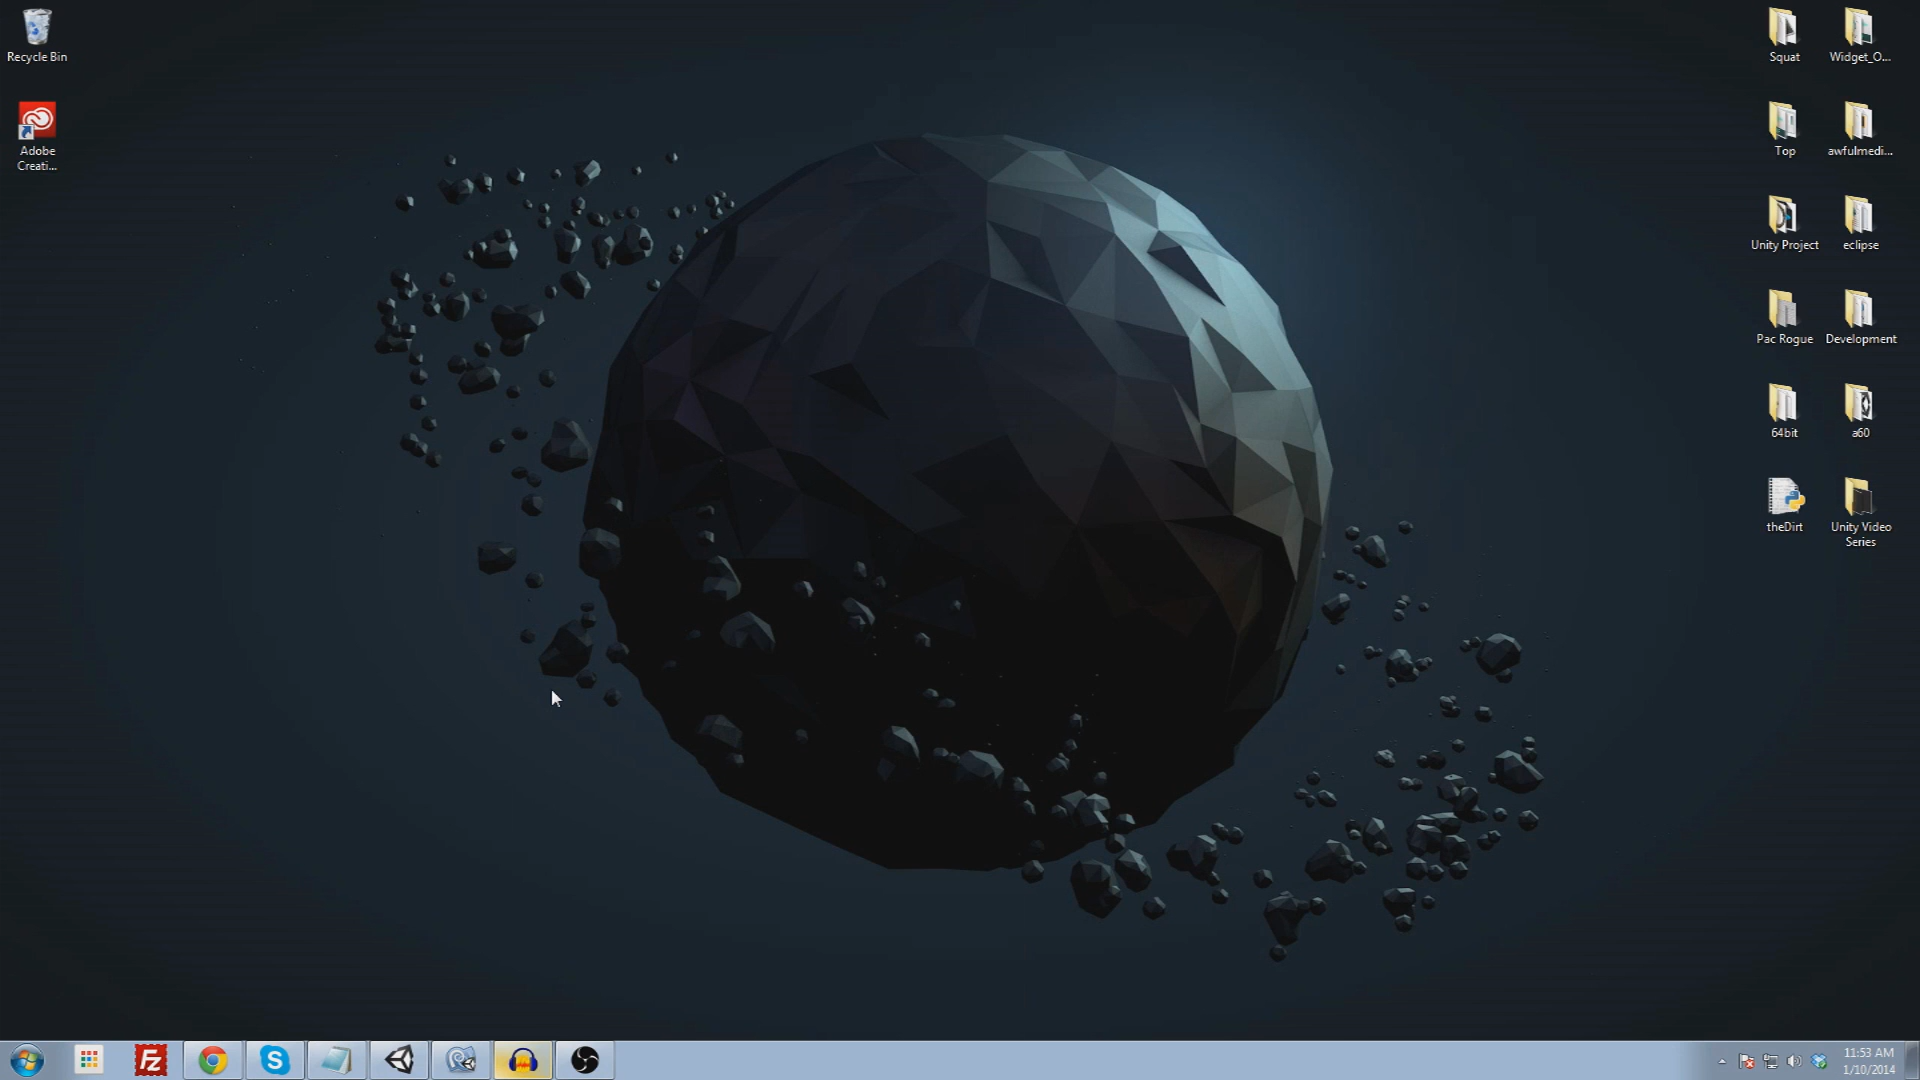 Recycle Bin
Adobe
Creati...
Squat
Widget_O...
Top
awfulmedi...
Unity Project
eclipse
Pac Rogue
Development
64bit
a60
theDirt
Unity Video
Series
Fz
S
11:53 AM
1/10/2014